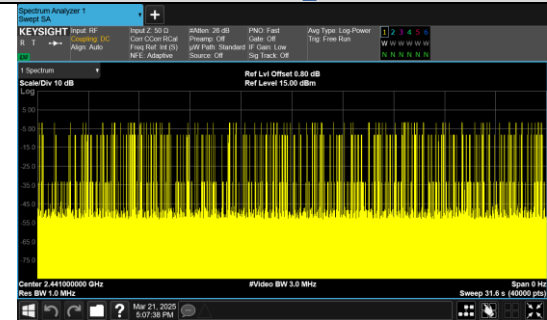 Spectrum Analyzer 1
Swept SA
KEYSIGHT
R T
Input: RF
Coupling: DC
Align: Auto
Input Z: 50 Ω
Corr CCorr RCal
Freq Ref: Int (S)
NFE: Adaptive
#Atten: 26 dB
Preamp: Off
µW Path: Standard
Source: Off
PNO: Fast
Gate: Off
IF Gain: Low
Sig Track: Off
Avg Type: Log-Power
Trig: Free Run
1 2 3 4 5 6
W W W W W W
N N N N N N
1 Spectrum
Scale/Div 10 dB
Ref Lvl Offset 0.80 dB
Ref Level 15.00 dBm
Log
5.00
-5.00
-15.0
-25.0
-35.0
-45.0
-55.0
-65.0
-75.0
Center 2.441000000 GHz
Res BW 1.0 MHz
#Video BW 3.0 MHz
Span 0 Hz
Sweep 31.6 s (40000 pts)
Mar 21, 2025
5:07:38 PM